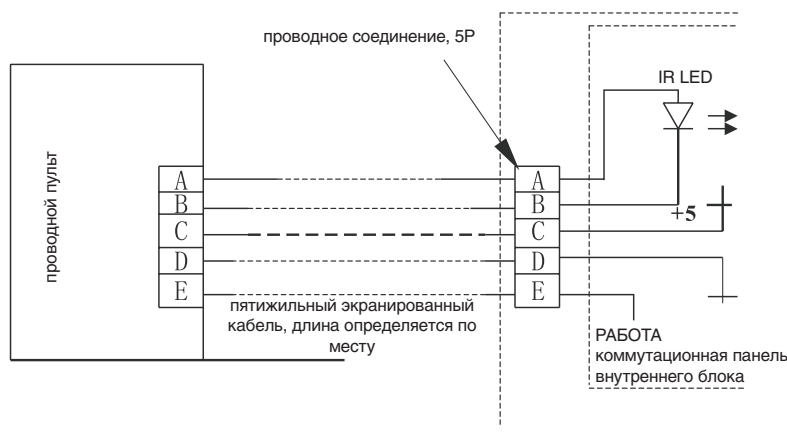 проводное соединение, 5Р
IR LED
проводной пульт
A
B
C
D
E
A
B
C
D
E
+5
пятижильный экранированный
кабель, длина определяется по
месту
РАБОТА
коммутационная панель
внутреннего блока